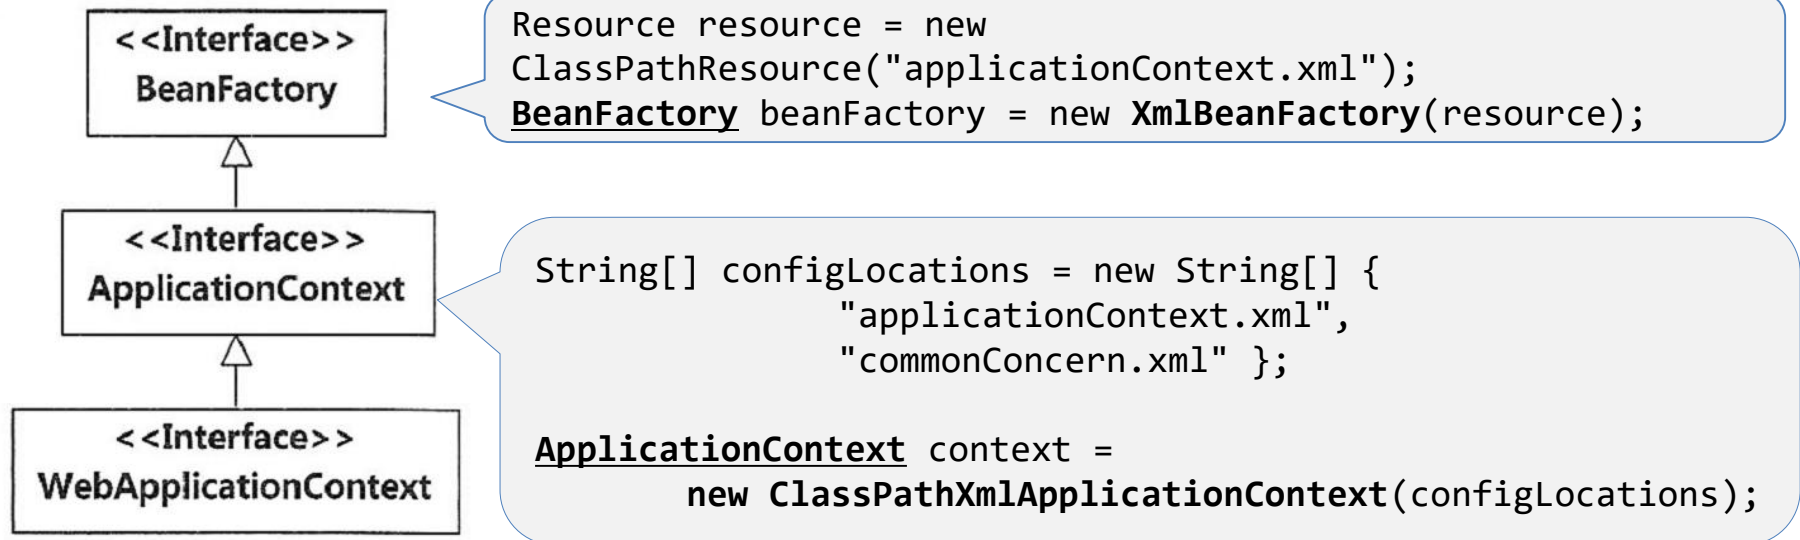 <<Interface>>
BeanFactory
Resource resource = new
ClassPathResource("applicationContext.xml");
BeanFactory beanFactory = new XmlBeanFactory(resource);
<<Interface>>
ApplicationContext
String[] configLocations = new String[] {
"applicationContext.xml",
"commonConcern.xml" };
ApplicationContext context =
new ClassPathXmlApplicationContext(configLocations);
<<Interface>>
WebApplicationContext